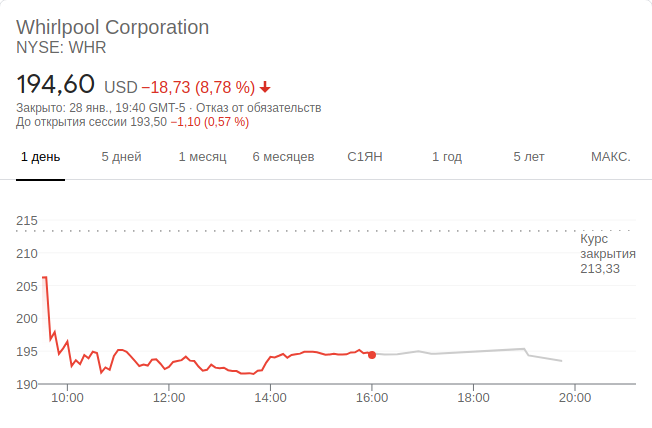 Whirlpool Corporation
NYSE: WHR
194,60 USD −18,73 (8,78 %)
Закрыто: 28 янв., 19:40 GMT-5 · Отказ от обязательств
До открытия сессии 193,50 −1,10 (0,57 %)
1 день 5 дней 1 месяц 6 месяцев С1ЯН 1 год 5 лет МАКС.
215
Курс
закрытия
213,33
210
205
200
195
190
10:00 12:00 14:00 16:00 18:00 20:00